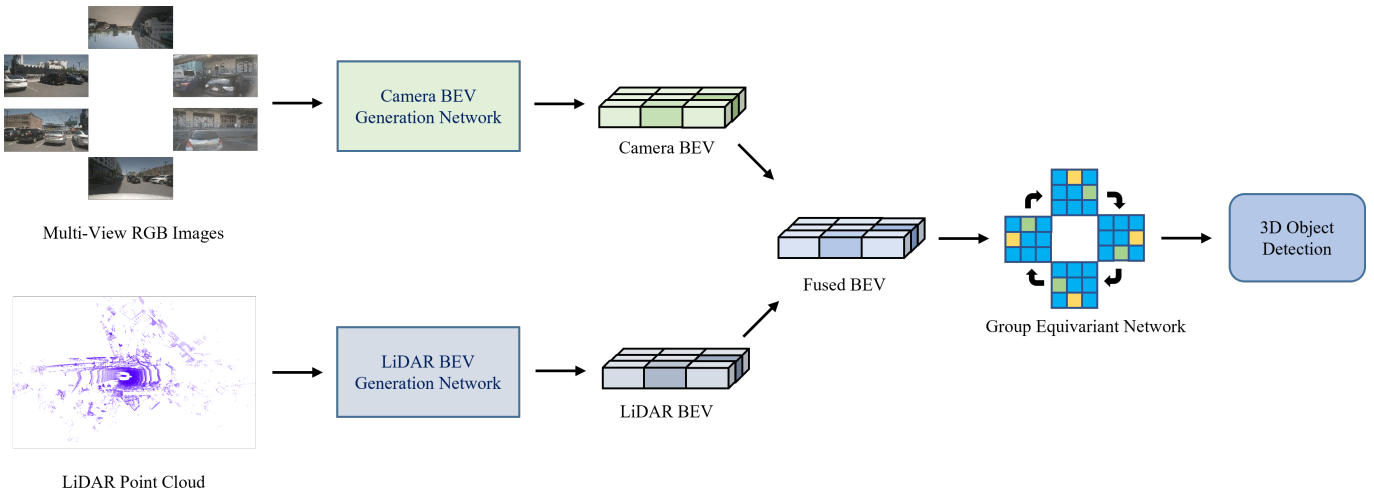 Multi-View RGB Images
Camera BEV
Generation Network
Camera BEV
LiDAR Point Cloud
LiDAR BEV
Generation Network
LiDAR BEV
Fused BEV
Group Equivariant Network
3D Object
Detection